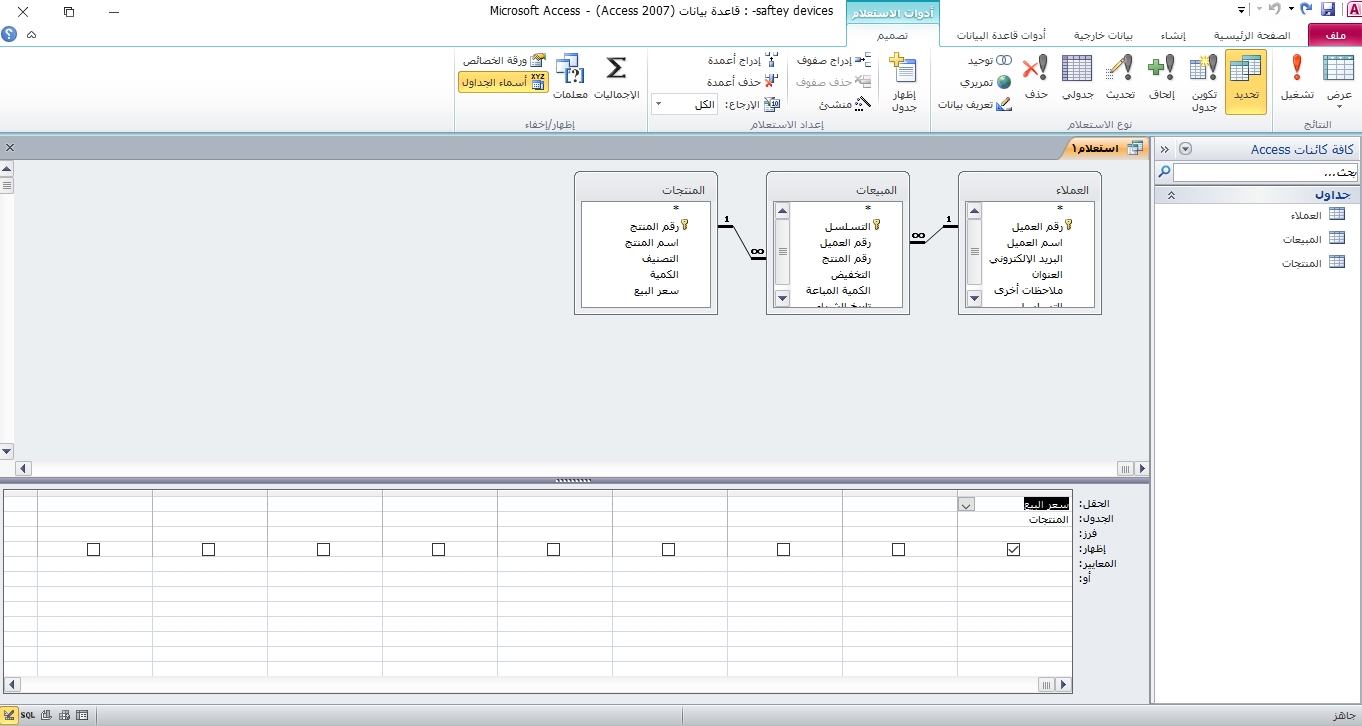 saftey devices- : قاعدة بيانات (Access 2007) - Microsoft Access
أدوات الاستعلام
ملف
الصفحة الرئيسية
إنشاء
بيانات خارجية
أدوات قاعدة البيانات
تصميم
عرض
تشغيل
النتائج
تحديد
تكوين جدول
إلحاق
تحديث
جدولي
حذف
توحيد
تمريري
تعريف بيانات
نوع الاستعلام
إظهار جدول
إدراج صفوف
حذف صفوف
منشئ
إدراج أعمدة
حذف أعمدة
الإرجاع: الكل
إعداد الاستعلام
الإجماليات
معلمات
ورقة الخصائص
XYZ أسماء الجداول
إظهار/إخفاء
كافة كائنات Access
بحث...
جداول
العملاء
المبيعات
المنتجات
استعلام١
العملاء
*
رقم العميل
اسم العميل
البريد الإلكتروني
العنوان
ملاحظات أخرى
1
∞
المبيعات
*
التسلسل
رقم العميل
رقم المنتج
التخفيض
الكمية المباعة
تاريخ الشراء
∞
1
المنتجات
*
رقم المنتج
اسم المنتج
التصنيف
الكمية
سعر البيع
الحقل: سعر البيع
الجدول: المنتجات
فرز:
إظهار:
المعايير:
أو:
جاهز
SQL